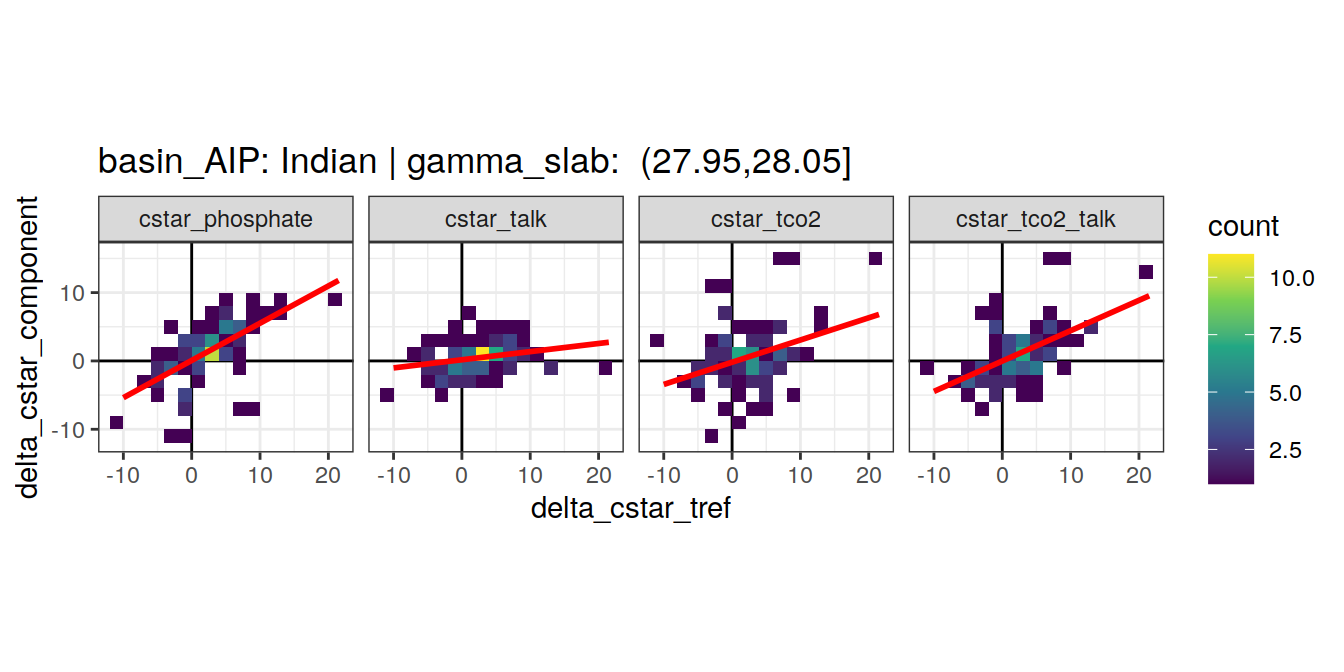 basin_AIP: Indian | gamma_slab:  (27.95,28.05]
cstar_phosphate
cstar_talk
cstar_tco2
cstar_tco2_talk
delta_cstar_component
10
0
-10
-10 0 10 20
-10 0 10 20
-10 0 10 20
-10 0 10 20
delta_cstar_tref
count
10.0
7.5
5.0
2.5